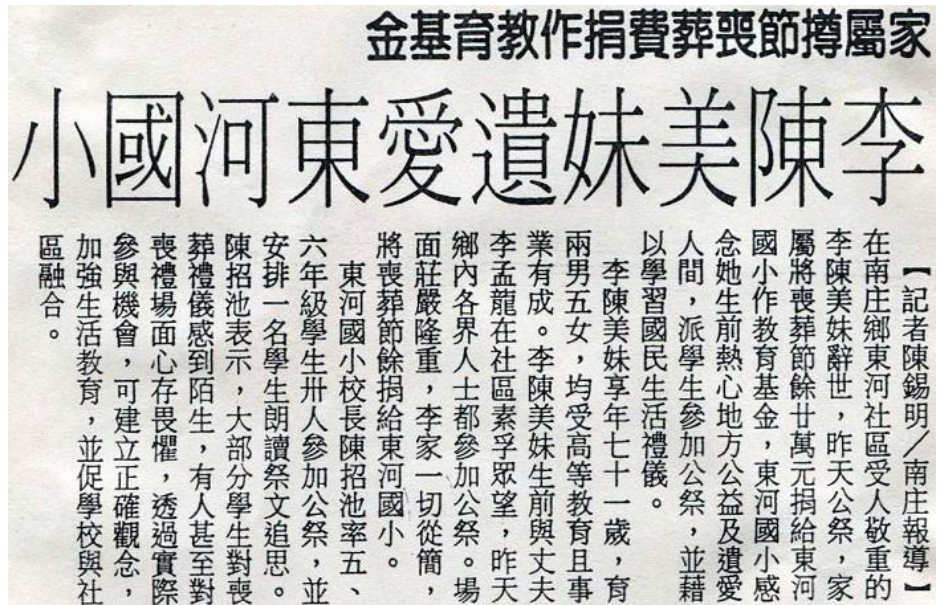 家屬撙節喪葬費捐作教育基金
李陳美妹遺愛東河國小
【記者陳錫明／南庄報導】
在南庄鄉東河社區受人敬重的
李陳美妹辭世，昨天公祭，家
屬將喪葬節餘廿萬元捐給東河
國小作教育基金，東河國小感
念她生前熱心地方公益及遺愛
人間，派學生參加公祭，並藉
以學習國民生活禮儀。
李陳美妹享年七十一歲，育
兩男五女，均受高等教育且事
業有成。李陳美妹生前與丈夫
李孟龍在社區素孚眾望，昨天
鄉內各界人士都參加公祭。場
面莊嚴隆重，李家一切從簡，
將喪葬節餘捐給東河國小。
東河國小校長陳招池率五、
六年級學生卅人參加公祭，並
安排一名學生朗讀祭文追思。
陳招池表示，大部分學生對喪
葬禮儀感到陌生，有人甚至對
喪禮場面心存畏懼，透過實際
參與機會，可建立正確觀念，
加強生活教育，並促學校與社
區融合。